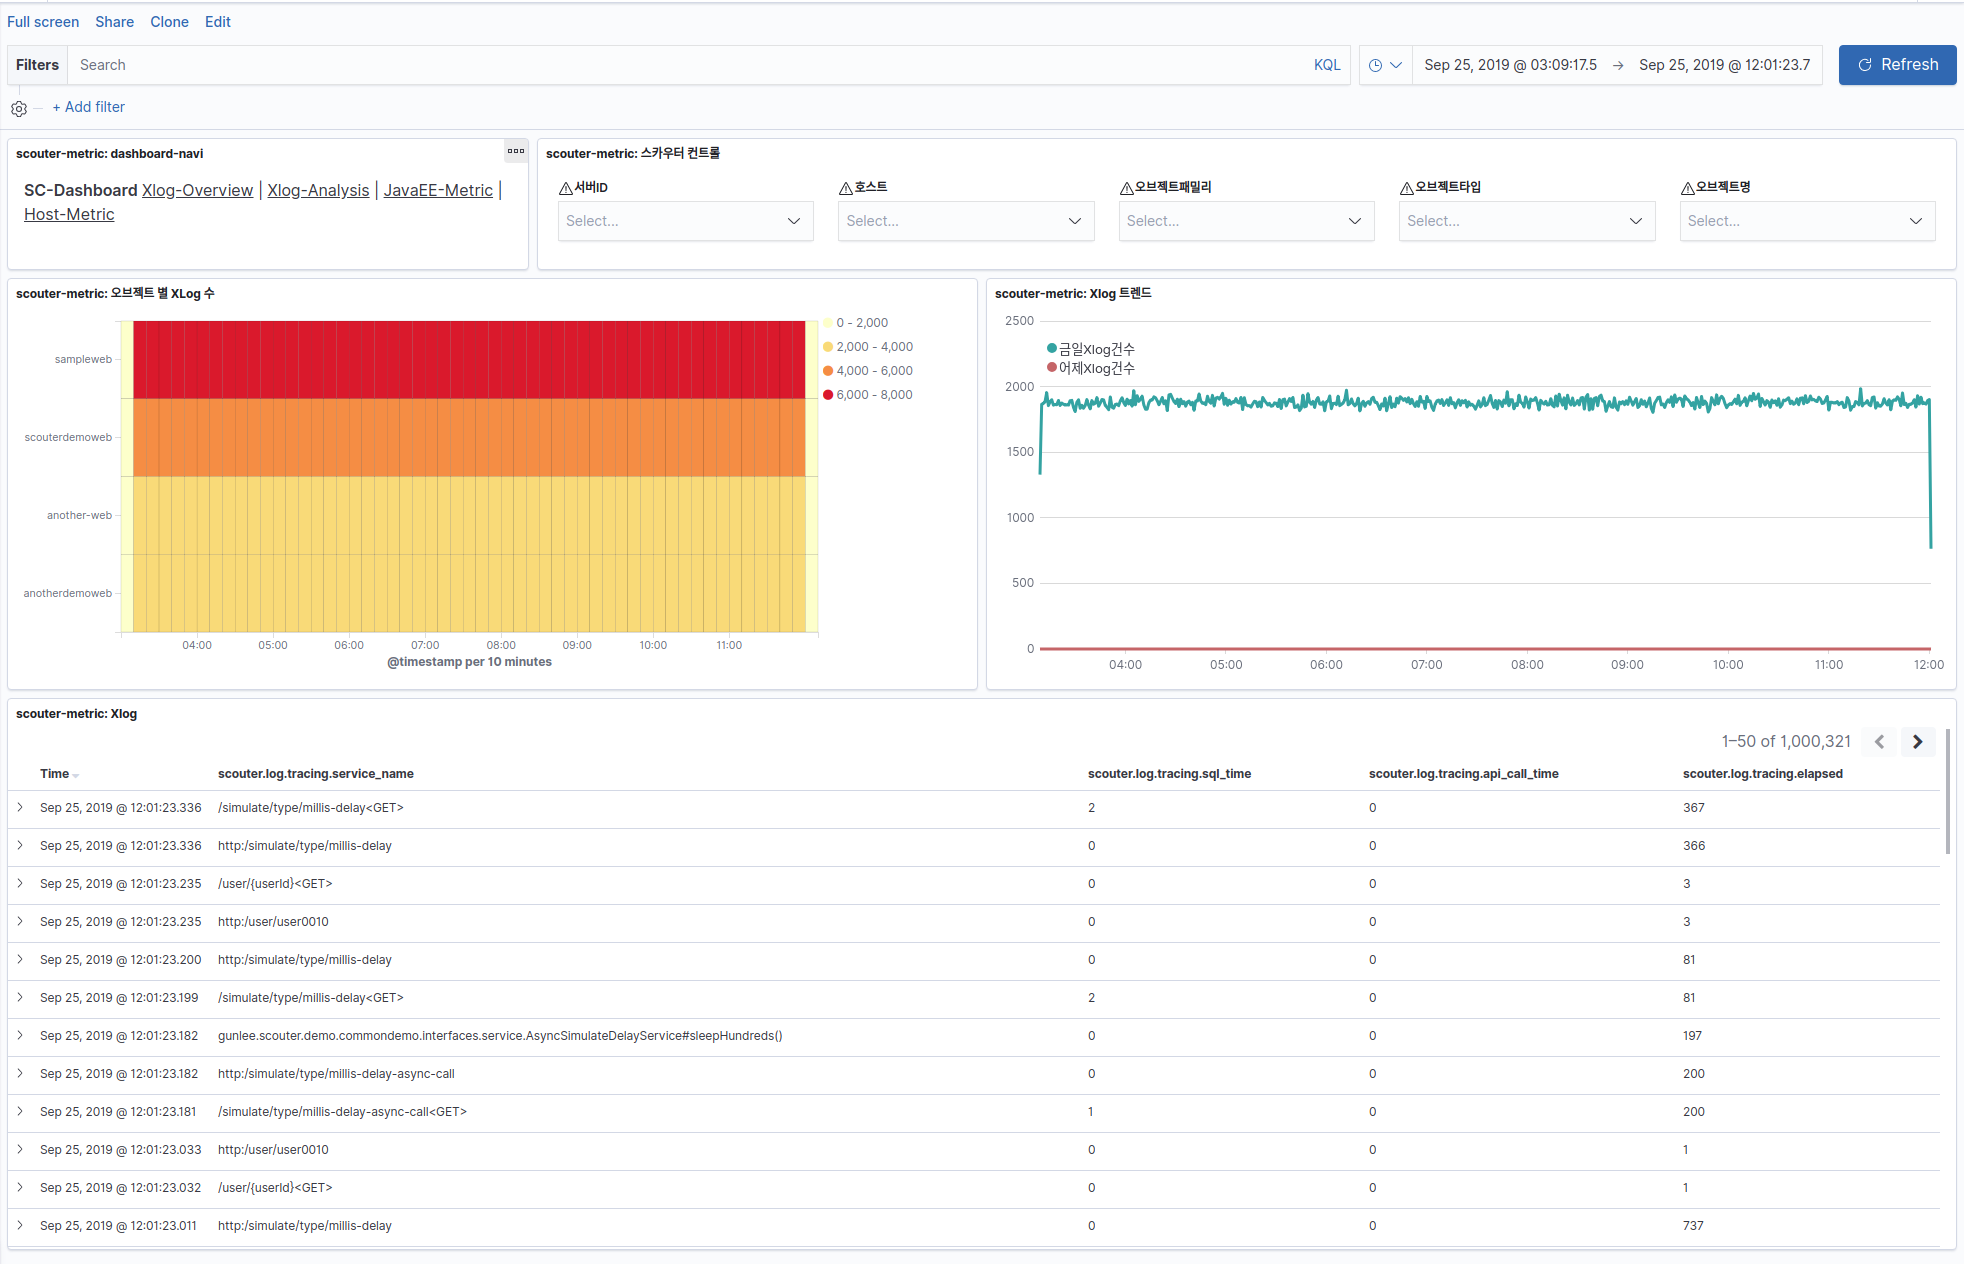 Full screen Share Clone Edit
Filters Search KQL Sep 25, 2019 @ 03:09:17.5 → Sep 25, 2019 @ 12:01:23.7 Refresh
+ Add filter
scouter-metric: dashboard-navi
SC-Dashboard Xlog-Overview | Xlog-Analysis | JavaEE-Metric |
Host-Metric
scouter-metric: 스카우터 컨트롤
서버ID 호스트 오브젝트패밀리 오브젝트타입 오브젝트명
Select... Select... Select... Select... Select...
scouter-metric: 오브젝트 별 XLog 수
sampleweb
scouterdemoweb
another-web
anotherdemoweb
04:00 05:00 06:00 07:00 08:00 09:00 10:00 11:00
@timestamp per 10 minutes
0 - 2,000
2,000 - 4,000
4,000 - 6,000
6,000 - 8,000
scouter-metric: Xlog 트렌드
2500
금일Xlog건수
어제Xlog건수
2000
1500
1000
500
0
04:00 05:00 06:00 07:00 08:00 09:00 10:00 11:00 12:00
scouter-metric: Xlog
1–50 of 1,000,321
Time scouter.log.tracing.service_name scouter.log.tracing.sql_time scouter.log.tracing.api_call_time scouter.log.tracing.elapsed
Sep 25, 2019 @ 12:01:23.336 /simulate/type/millis-delay<GET> 2 0 367
Sep 25, 2019 @ 12:01:23.336 http:/simulate/type/millis-delay 0 0 366
Sep 25, 2019 @ 12:01:23.235 /user/{userId}<GET> 0 0 3
Sep 25, 2019 @ 12:01:23.235 http:/user/user0010 0 0 3
Sep 25, 2019 @ 12:01:23.200 http:/simulate/type/millis-delay 0 0 81
Sep 25, 2019 @ 12:01:23.199 /simulate/type/millis-delay<GET> 2 0 81
Sep 25, 2019 @ 12:01:23.182 gunlee.scouter.demo.commondemo.interfaces.service.AsyncSimulateDelayService#sleepHundreds() 0 0 197
Sep 25, 2019 @ 12:01:23.182 http:/simulate/type/millis-delay-async-call 0 0 200
Sep 25, 2019 @ 12:01:23.181 /simulate/type/millis-delay-async-call<GET> 1 0 200
Sep 25, 2019 @ 12:01:23.033 http:/user/user0010 0 0 1
Sep 25, 2019 @ 12:01:23.032 /user/{userId}<GET> 0 0 1
Sep 25, 2019 @ 12:01:23.011 http:/simulate/type/millis-delay 0 0 737